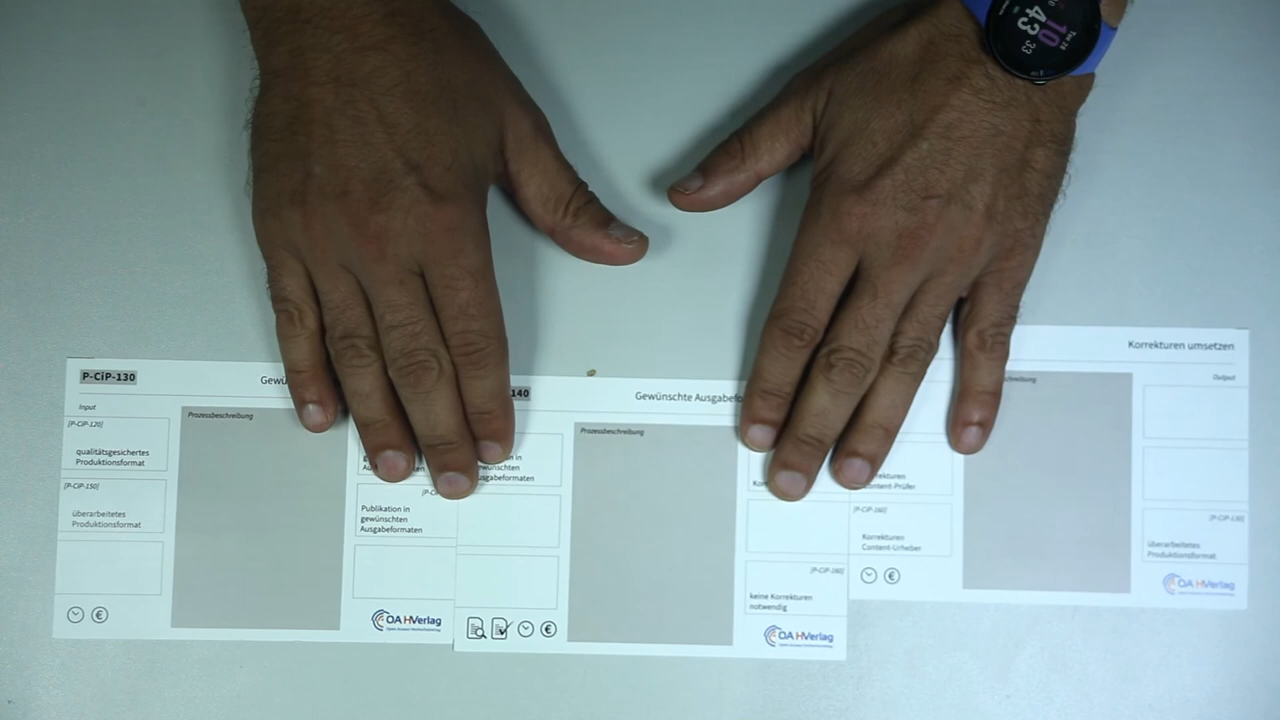 10
43
33
P-CiP-130
Input
[P-CiP-120]
qualitätsgesichertes
Produktionsformat
[P-CiP-150]
überarbeitetes
Produktionsformat
Prozessbeschreibung
Publikation in
gewünschten
Ausgabeformaten
OA HVerlag
140
Gewünschte
Prozessbeschreibung
[P-CiP-160]
keine Korrekturen
notwendig
OA HVerlag
Korrekturen umsetzen
Output
Content-Prüfer
[P-CiP-160]
Korrekturen
Content-Urheber
[P-CiP-130]
überarbeitetes
Produktionsformat
OA HVerlag